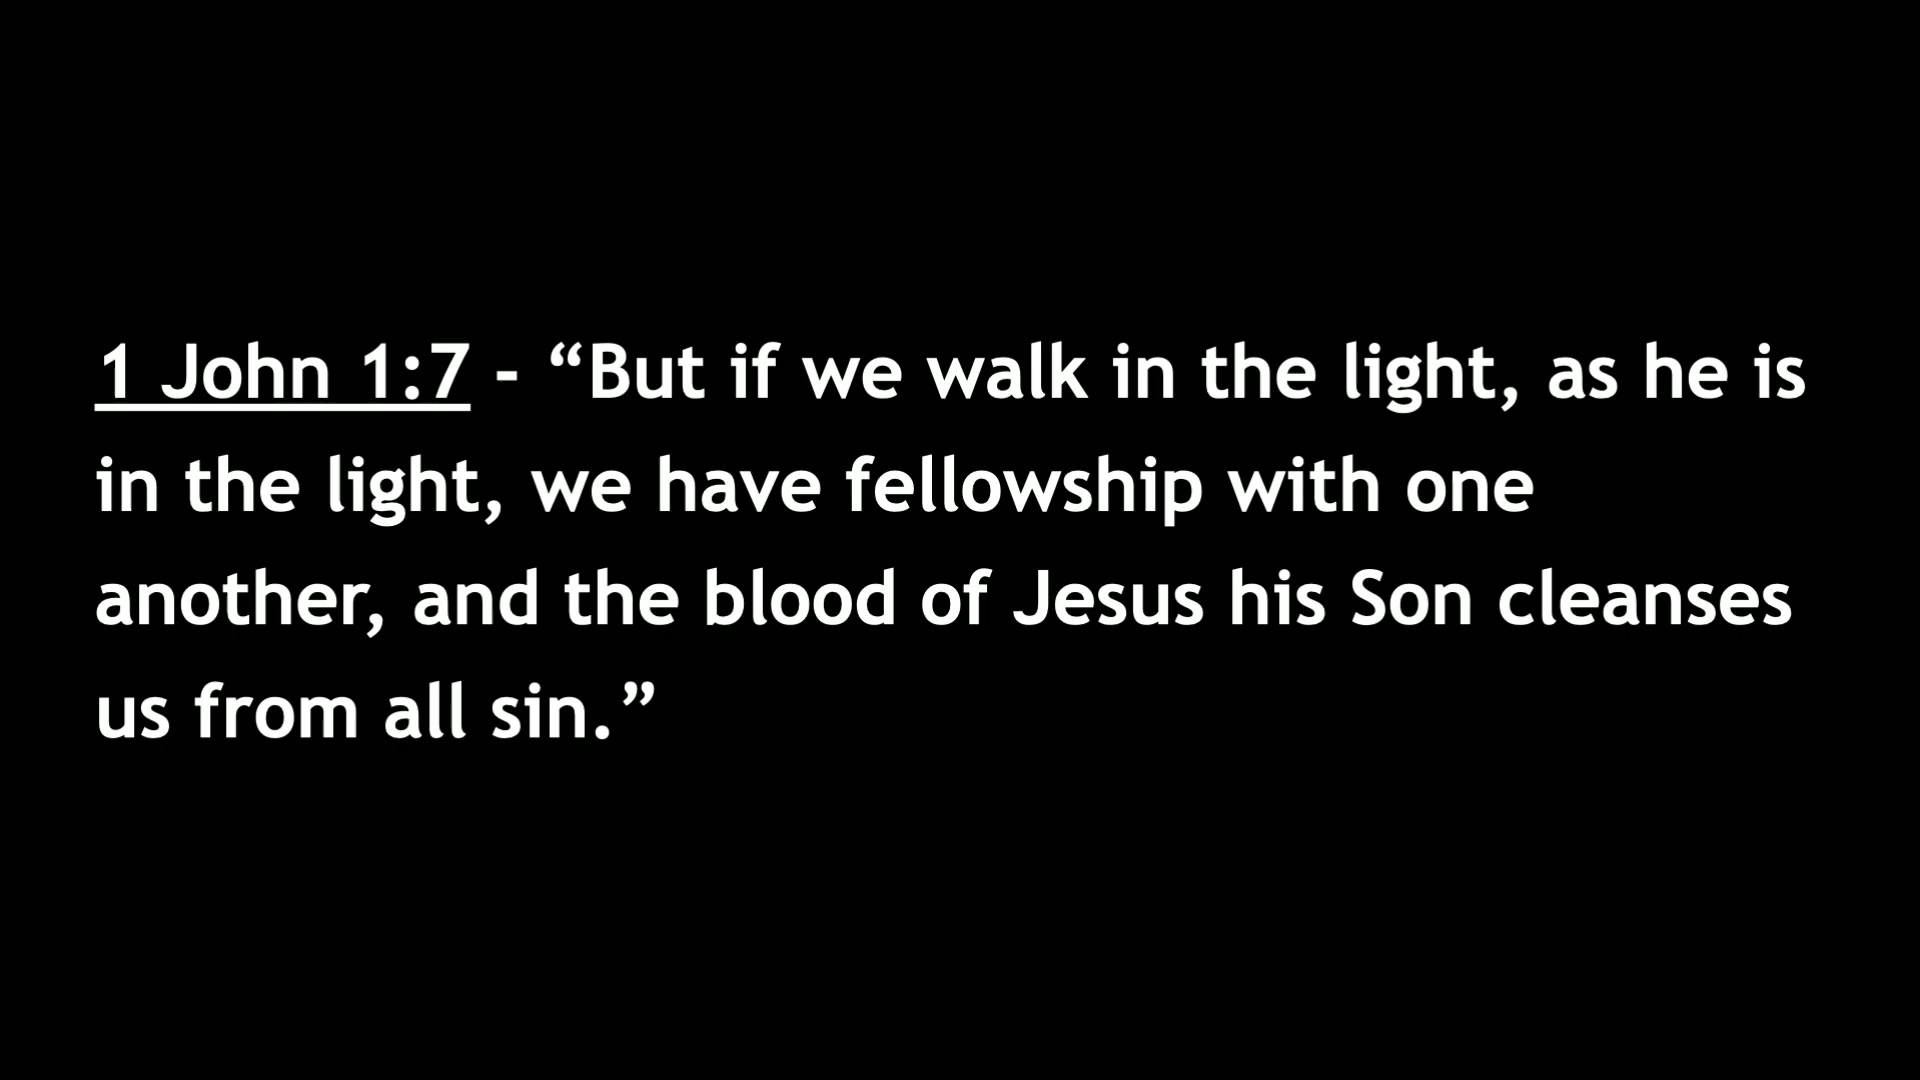 1 John 1:7 - “But if we walk in the light, as he is
in the light, we have fellowship with one
another, and the blood of Jesus his Son cleanses
us from all sin.”